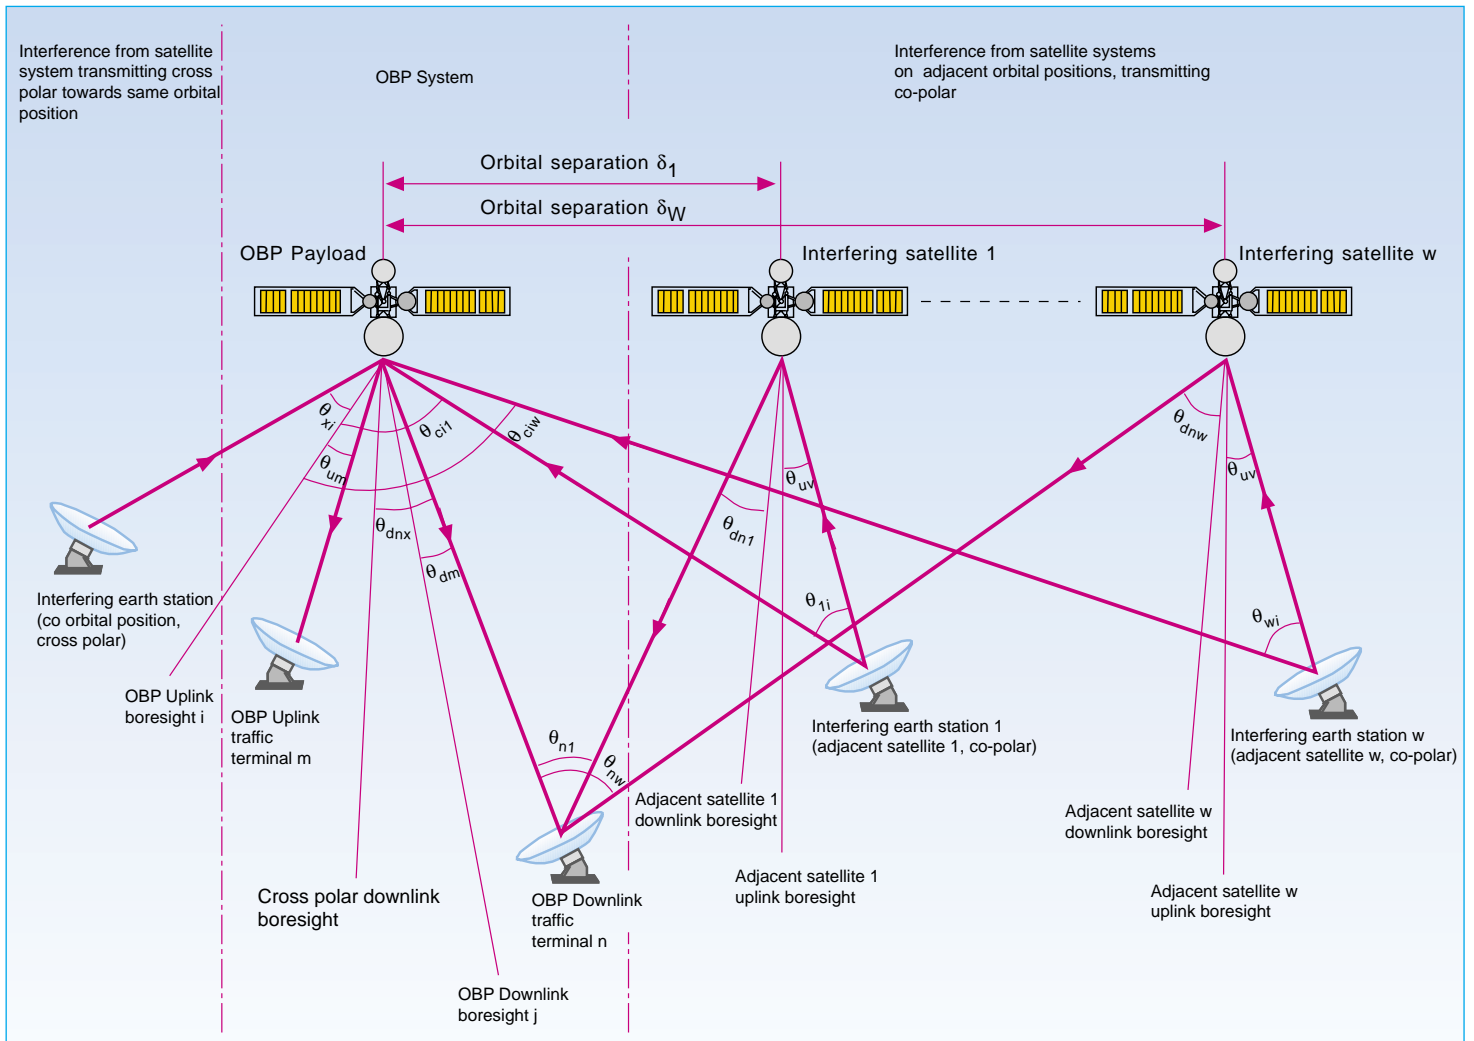 Interference from satellite
system transmitting cross
polar towards same orbital
position
OBP System
Interference from satellite systems
on adjacent orbital positions, transmitting
co-polar
Orbital separation δ1
Orbital separation δW
OBP Payload
Interfering satellite 1
Interfering satellite w
θxi
θci1
θciw
θum
θdnx
θdm
θuv
θdn1
θdnw
θuv
θ1i
θwi
θn1
θnw
Interfering earth station
(co orbital position,
cross polar)
OBP Uplink
boresight i
OBP Uplink
traffic
terminal m
Interfering earth station 1
(adjacent satellite 1, co-polar)
Interfering earth station w
(adjacent satellite w, co-polar)
Adjacent satellite 1
downlink boresight
Adjacent satellite w
downlink boresight
Adjacent satellite 1
uplink boresight
Adjacent satellite w
uplink boresight
Cross polar downlink
boresight
OBP Downlink
traffic
terminal n
OBP Downlink
boresight j